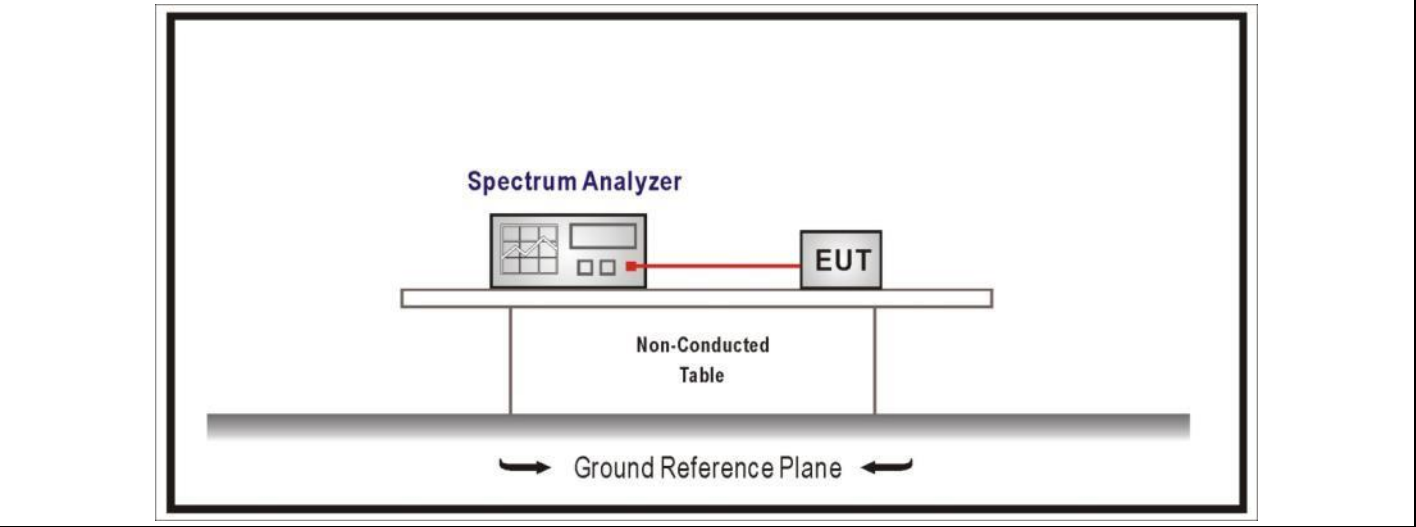 Spectrum Analyzer
EUT
Non-Conducted
Table
Ground Reference Plane